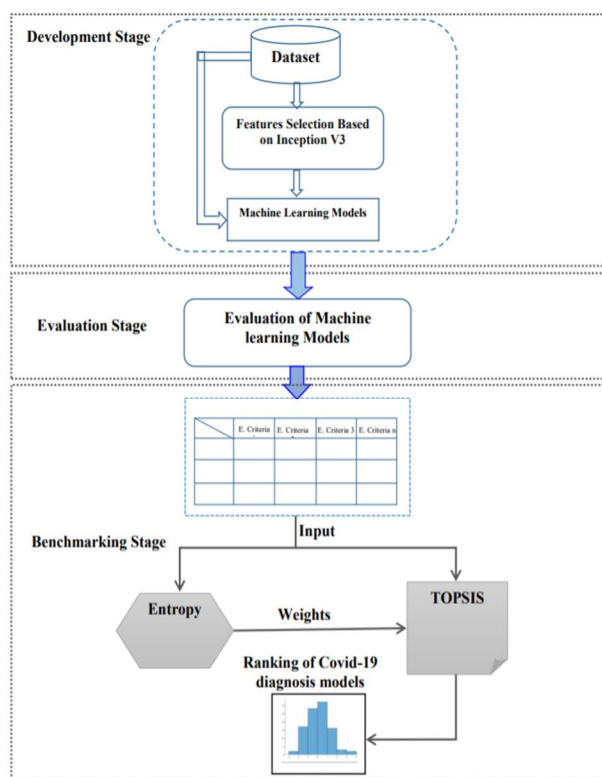 Development Stage
Dataset
Features Selection Based
on Inception V3
Machine Learning Models
Evaluation Stage
Evaluation of Machine
learning Models
E. Criteria
E. Criteria
E. Criteria 3
E. Criteria n
Input
Benchmarking Stage
Entropy
Weights
TOPSIS
Ranking of Covid-19
diagnosis models